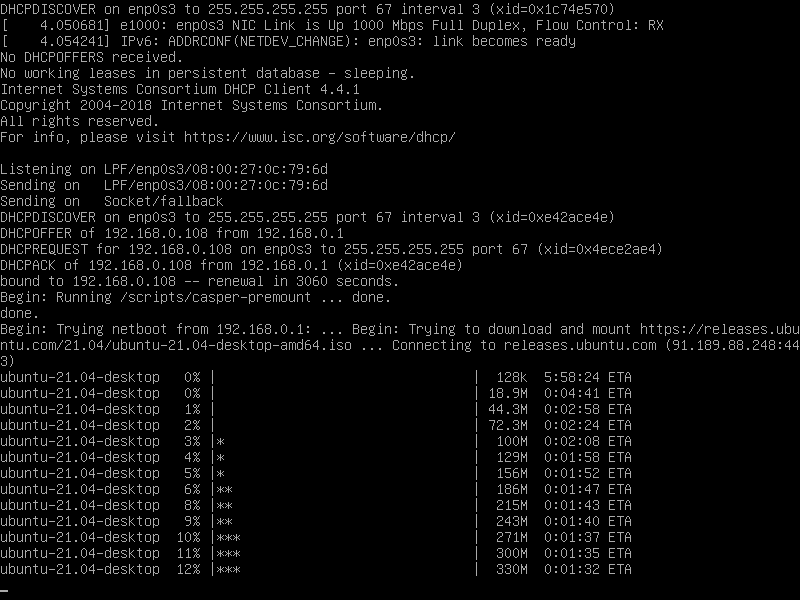 DHCPDISCOVER on enp0s3 to 255.255.255.255 port 67 interval 3 (xid=0x1c74e570)
[    4.050681] e1000: enp0s3 NIC Link is Up 1000 Mbps Full Duplex, Flow Control: RX
[    4.054241] IPv6: ADDRCONF(NETDEV_CHANGE): enp0s3: link becomes ready
No DHCPOFFERS received.
No working leases in persistent database - sleeping.
Internet Systems Consortium DHCP Client 4.4.1
Copyright 2004-2018 Internet Systems Consortium.
All rights reserved.
For info, please visit https://www.isc.org/software/dhcp/
Listening on LPF/enp0s3/08:00:27:0c:79:6d
Sending on   LPF/enp0s3/08:00:27:0c:79:6d
Sending on   Socket/fallback
DHCPDISCOVER on enp0s3 to 255.255.255.255 port 67 interval 3 (xid=0xe42ace4e)
DHCPOFFER of 192.168.0.108 from 192.168.0.1
DHCPREQUEST for 192.168.0.108 on enp0s3 to 255.255.255.255 port 67 (xid=0x4ece2ae4)
DHCPACK of 192.168.0.108 from 192.168.0.1 (xid=0xe42ace4e)
bound to 192.168.0.108 -- renewal in 3060 seconds.
Begin: Running /scripts/casper-premount ... done.
done.
Begin: Trying netboot from 192.168.0.1: ... Begin: Trying to download and mount https://releases.ubu
ntu.com/21.04/ubuntu-21.04-desktop-amd64.iso ... Connecting to releases.ubuntu.com (91.189.88.248:44
3)
ubuntu-21.04-desktop   0% |                                |  128k  5:58:24 ETA
ubuntu-21.04-desktop   0% |                                | 18.9M  0:04:41 ETA
ubuntu-21.04-desktop   1% |                                | 44.3M  0:02:58 ETA
ubuntu-21.04-desktop   2% |                                | 72.3M  0:02:24 ETA
ubuntu-21.04-desktop   3% |*                               |  100M  0:02:08 ETA
ubuntu-21.04-desktop   4% |*                               |  129M  0:01:58 ETA
ubuntu-21.04-desktop   5% |*                               |  156M  0:01:52 ETA
ubuntu-21.04-desktop   6% |**                              |  186M  0:01:47 ETA
ubuntu-21.04-desktop   8% |**                              |  215M  0:01:43 ETA
ubuntu-21.04-desktop   9% |**                              |  243M  0:01:40 ETA
ubuntu-21.04-desktop  10% |***                             |  271M  0:01:37 ETA
ubuntu-21.04-desktop  11% |***                             |  300M  0:01:35 ETA
ubuntu-21.04-desktop  12% |***                             |  330M  0:01:32 ETA